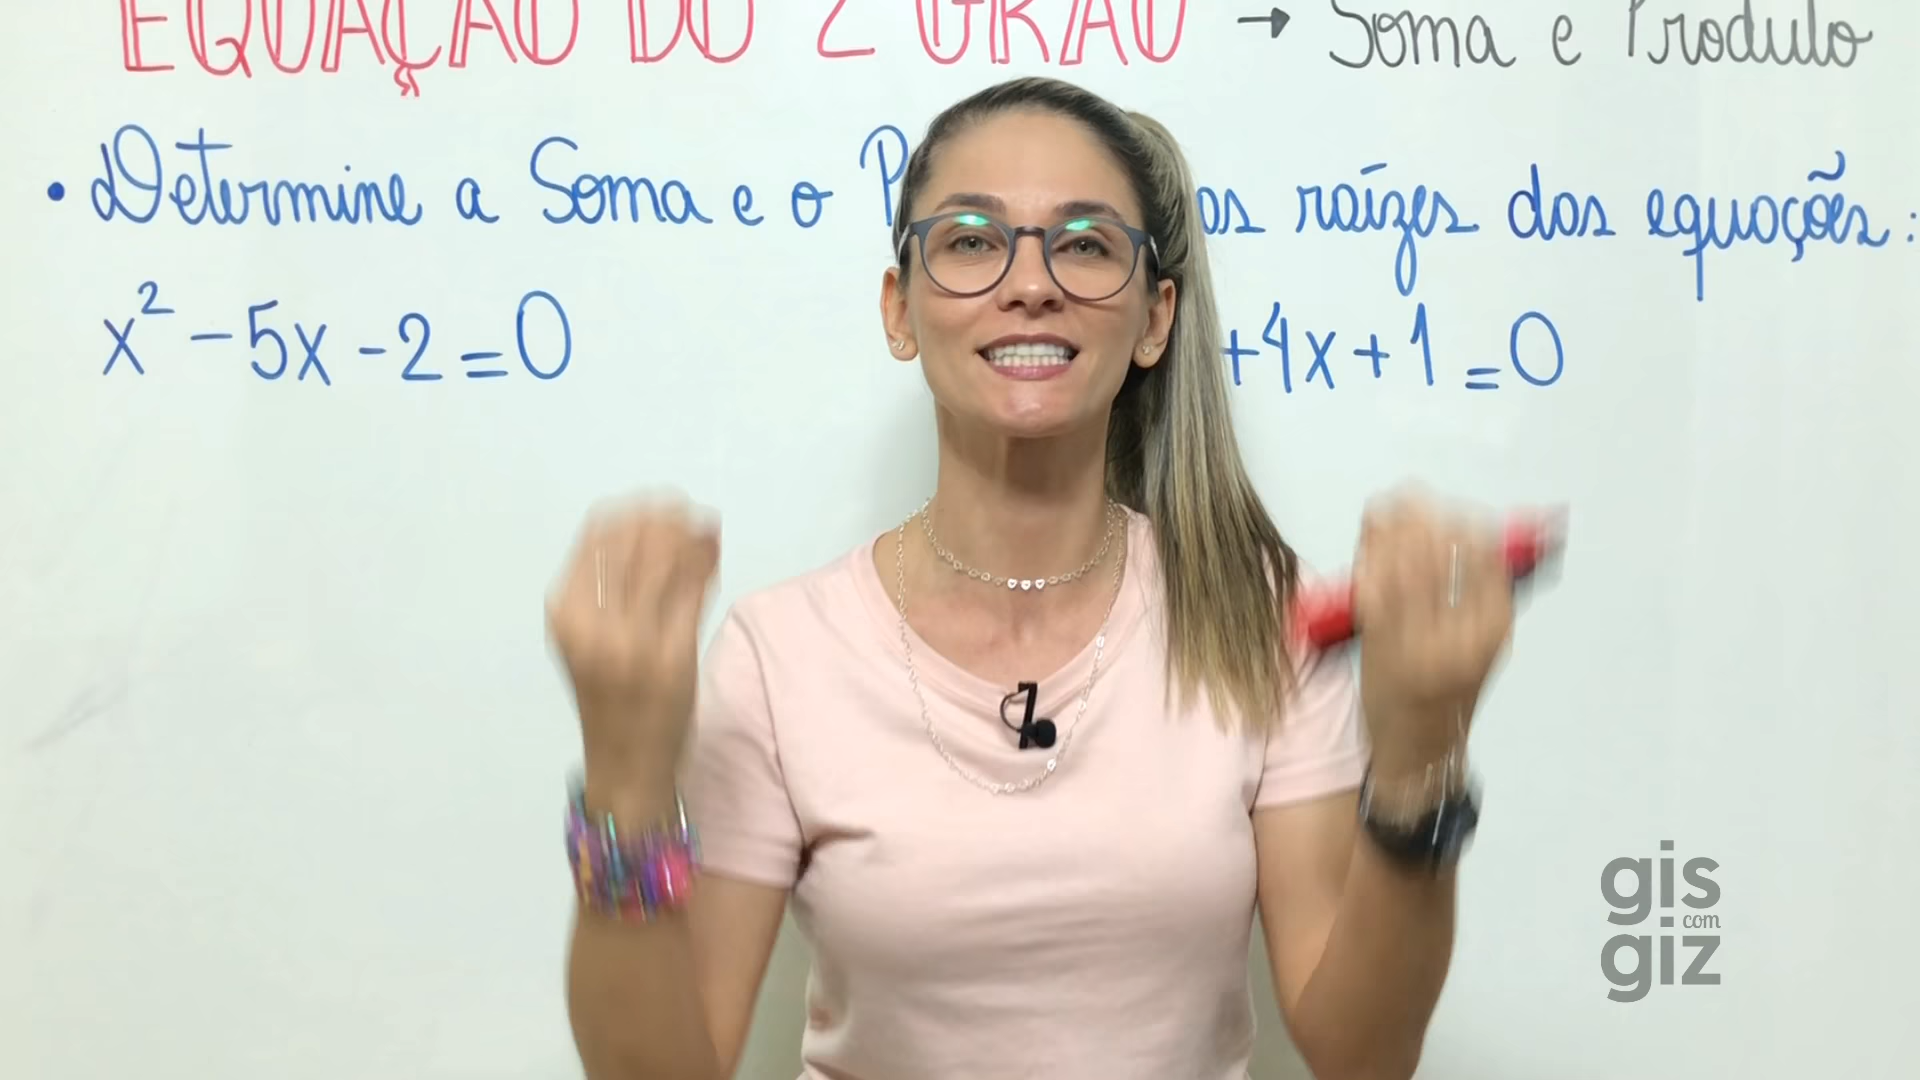 EQUAÇÃO DO 2 GRAU → Soma e Produto
• Determine a Soma e o das raízes das equações:
x² - 5x - 2 = 0
+4x + 1 = 0
gis
com
giz